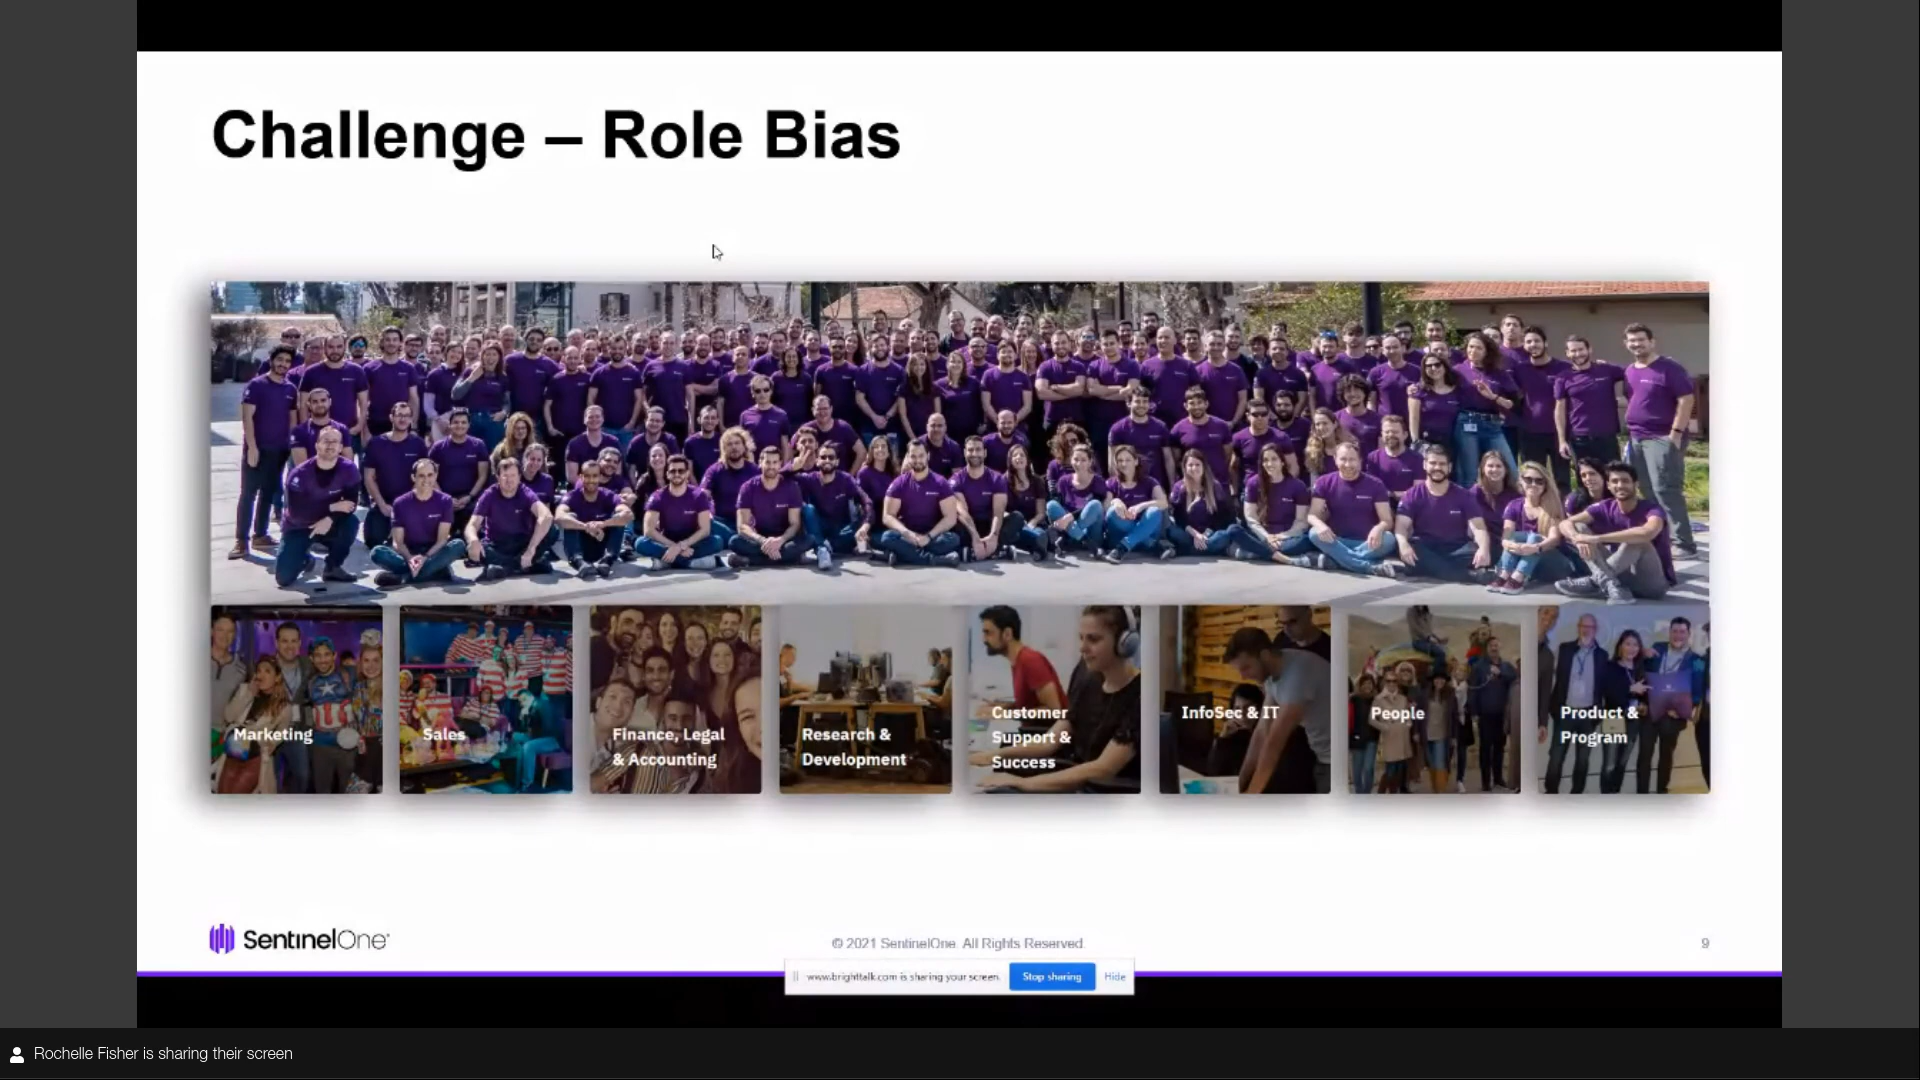 Challenge – Role Bias
Marketing
Sales
Finance, Legal
& Accounting
Research &
Development
Customer
Support &
Success
InfoSec & IT
People
Product &
Program
SentinelOne
© 2021 SentinelOne. All Rights Reserved.
9
www.brighttalk.com is sharing your screen.
Stop sharing
Hide
Rochelle Fisher is sharing their screen